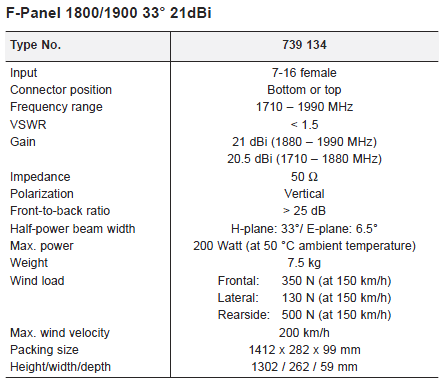 F-Panel 1800/1900 33° 21dBi
Type No. 739 134
Input 7-16 female
Connector position Bottom or top
Frequency range 1710 – 1990 MHz
VSWR < 1.5
Gain 21 dBi (1880 – 1990 MHz)
20.5 dBi (1710 – 1880 MHz)
Impedance 50 Ω
Polarization Vertical
Front-to-back ratio > 25 dB
Half-power beam width H-plane: 33°/ E-plane: 6.5°
Max. power 200 Watt (at 50 °C ambient temperature)
Weight 7.5 kg
Wind load Frontal: 350 N (at 150 km/h)
Lateral: 130 N (at 150 km/h)
Rearside: 500 N (at 150 km/h)
Max. wind velocity 200 km/h
Packing size 1412 x 282 x 99 mm
Height/width/depth 1302 / 262 / 59 mm